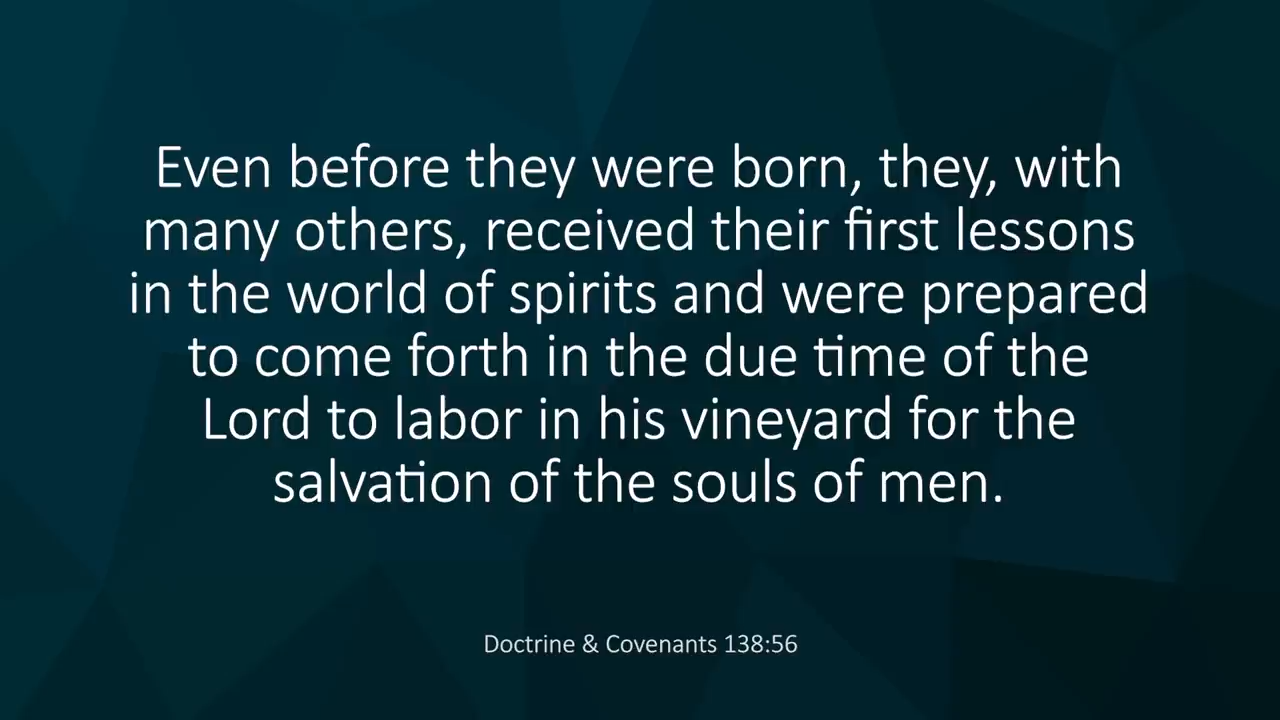 Even before they were born, they, with
many others, received their first lessons
in the world of spirits and were prepared
to come forth in the due time of the
Lord to labor in his vineyard for the
salvation of the souls of men.
Doctrine & Covenants 138:56